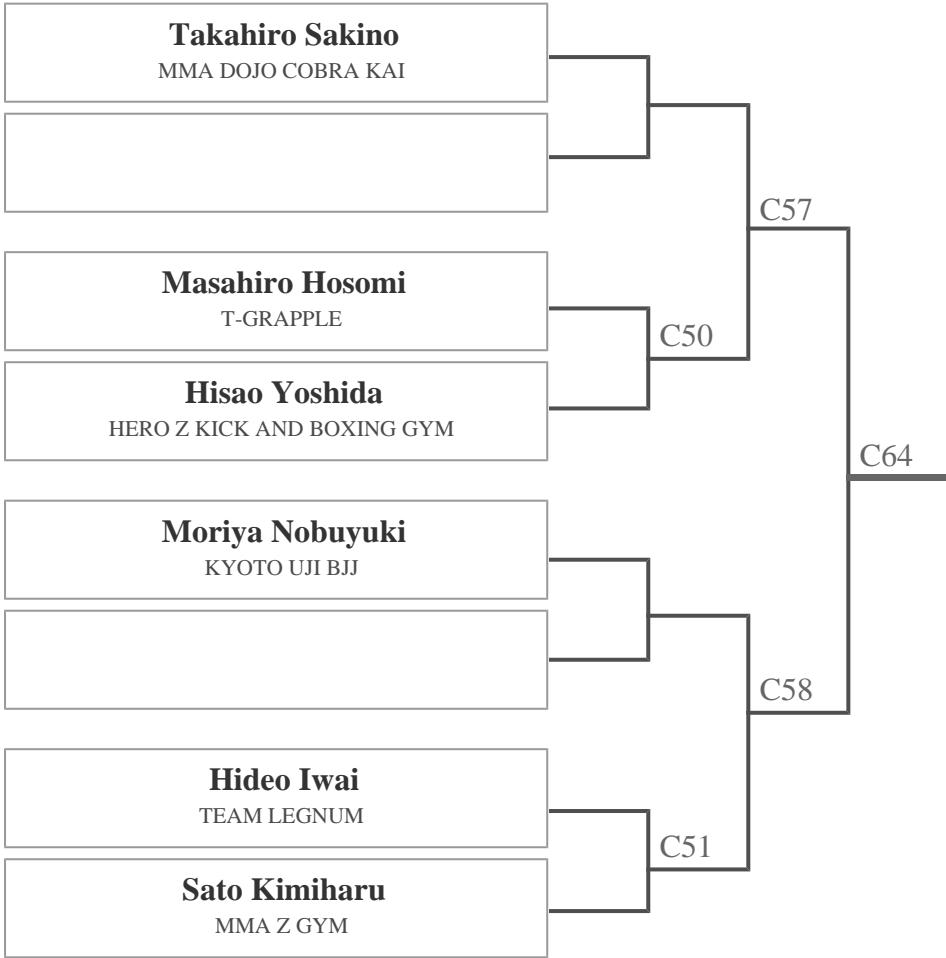 Takahiro Sakino
MMA DOJO COBRA KAI
C57
Masahiro Hosomi
T-GRAPPLE
C50
Hisao Yoshida
HERO Z KICK AND BOXING GYM
C64
Moriya Nobuyuki
KYOTO UJI BJJ
C58
Hideo Iwai
TEAM LEGNUM
C51
Sato Kimiharu
MMA Z GYM